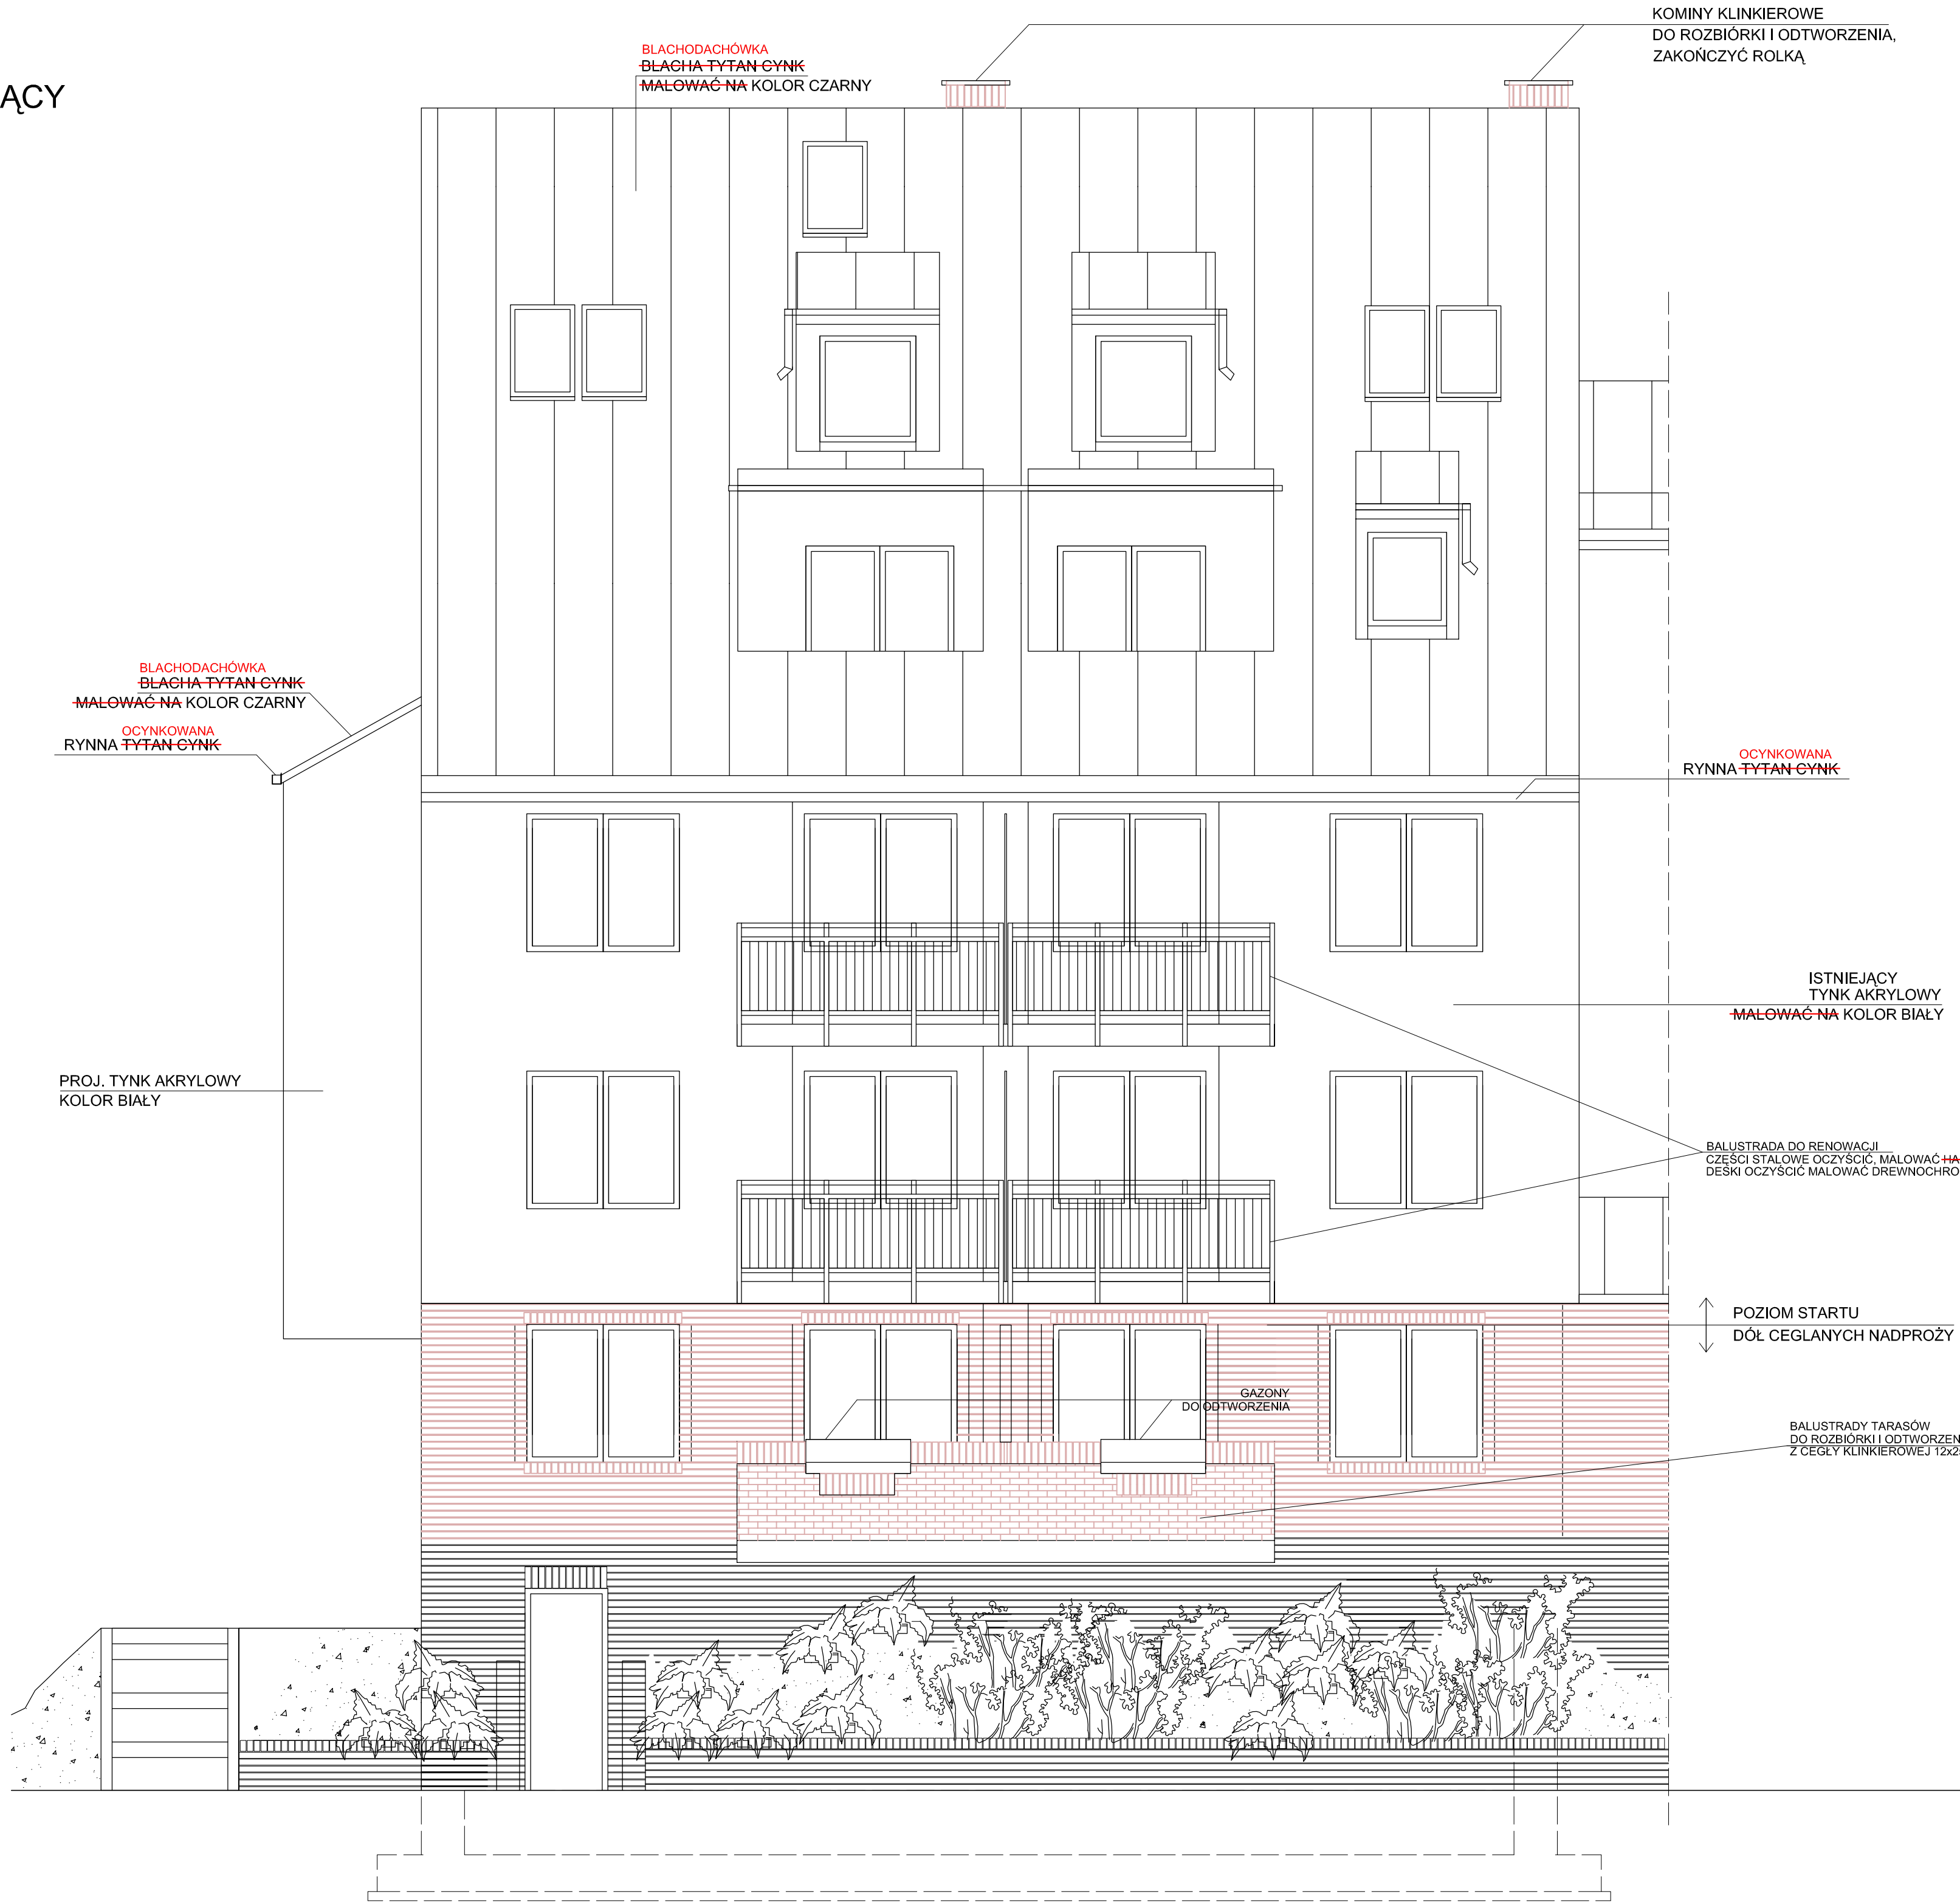 KOMINY KLINKIEROWE
DO ROZBIÓRKI I ODTWORZENIA,
ZAKOŃCZYĆ ROLKĄ
BLACHODACHÓWKA
BLACHA TYTAN CYNK
MALOWAĆ NA KOLOR CZARNY
ĄCY
BLACHODACHÓWKA
BLACHA TYTAN CYNK
MALOWAĆ NA KOLOR CZARNY
OCYNKOWANA
RYNNA TYTAN CYNK
OCYNKOWANA
RYNNA TYTAN CYNK
ISTNIEJĄCY
TYNK AKRYLOWY
MALOWAĆ NA KOLOR BIAŁY
PROJ. TYNK AKRYLOWY
KOLOR BIAŁY
BALUSTRADA DO RENOWACJI
CZĘŚCI STALOWE OCZYŚCIĆ, MALOWAĆ HA
DESKI OCZYŚCIĆ MALOWAĆ DREWNOCHRO
POZIOM STARTU
DÓŁ CEGLANYCH NADPROŻY
GAZONY
DO ODTWORZENIA
BALUSTRADY TARASÓW
DO ROZBIÓRKI I ODTWORZEN
Z CEGŁY KLINKIEROWEJ 12x2